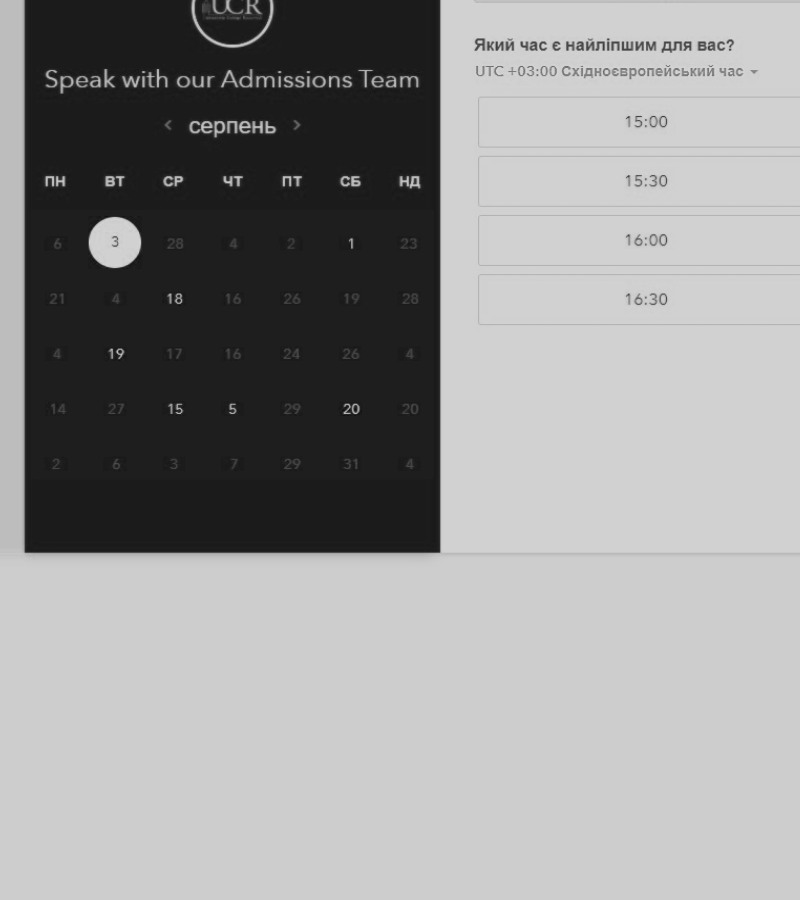 UCR
Speak with our Admissions Team
серпень
ПН ВТ СР ЧТ ПТ СБ НД
6 3 28 4 2 1 23
21 4 18 16 26 19 28
4 19 17 16 24 26 4
14 27 15 5 29 20 20
2 6 3 7 29 31 4
Який час є найліпшим для вас?
UTC +03:00 Східноєвропейський час
15:00
15:30
16:00
16:30